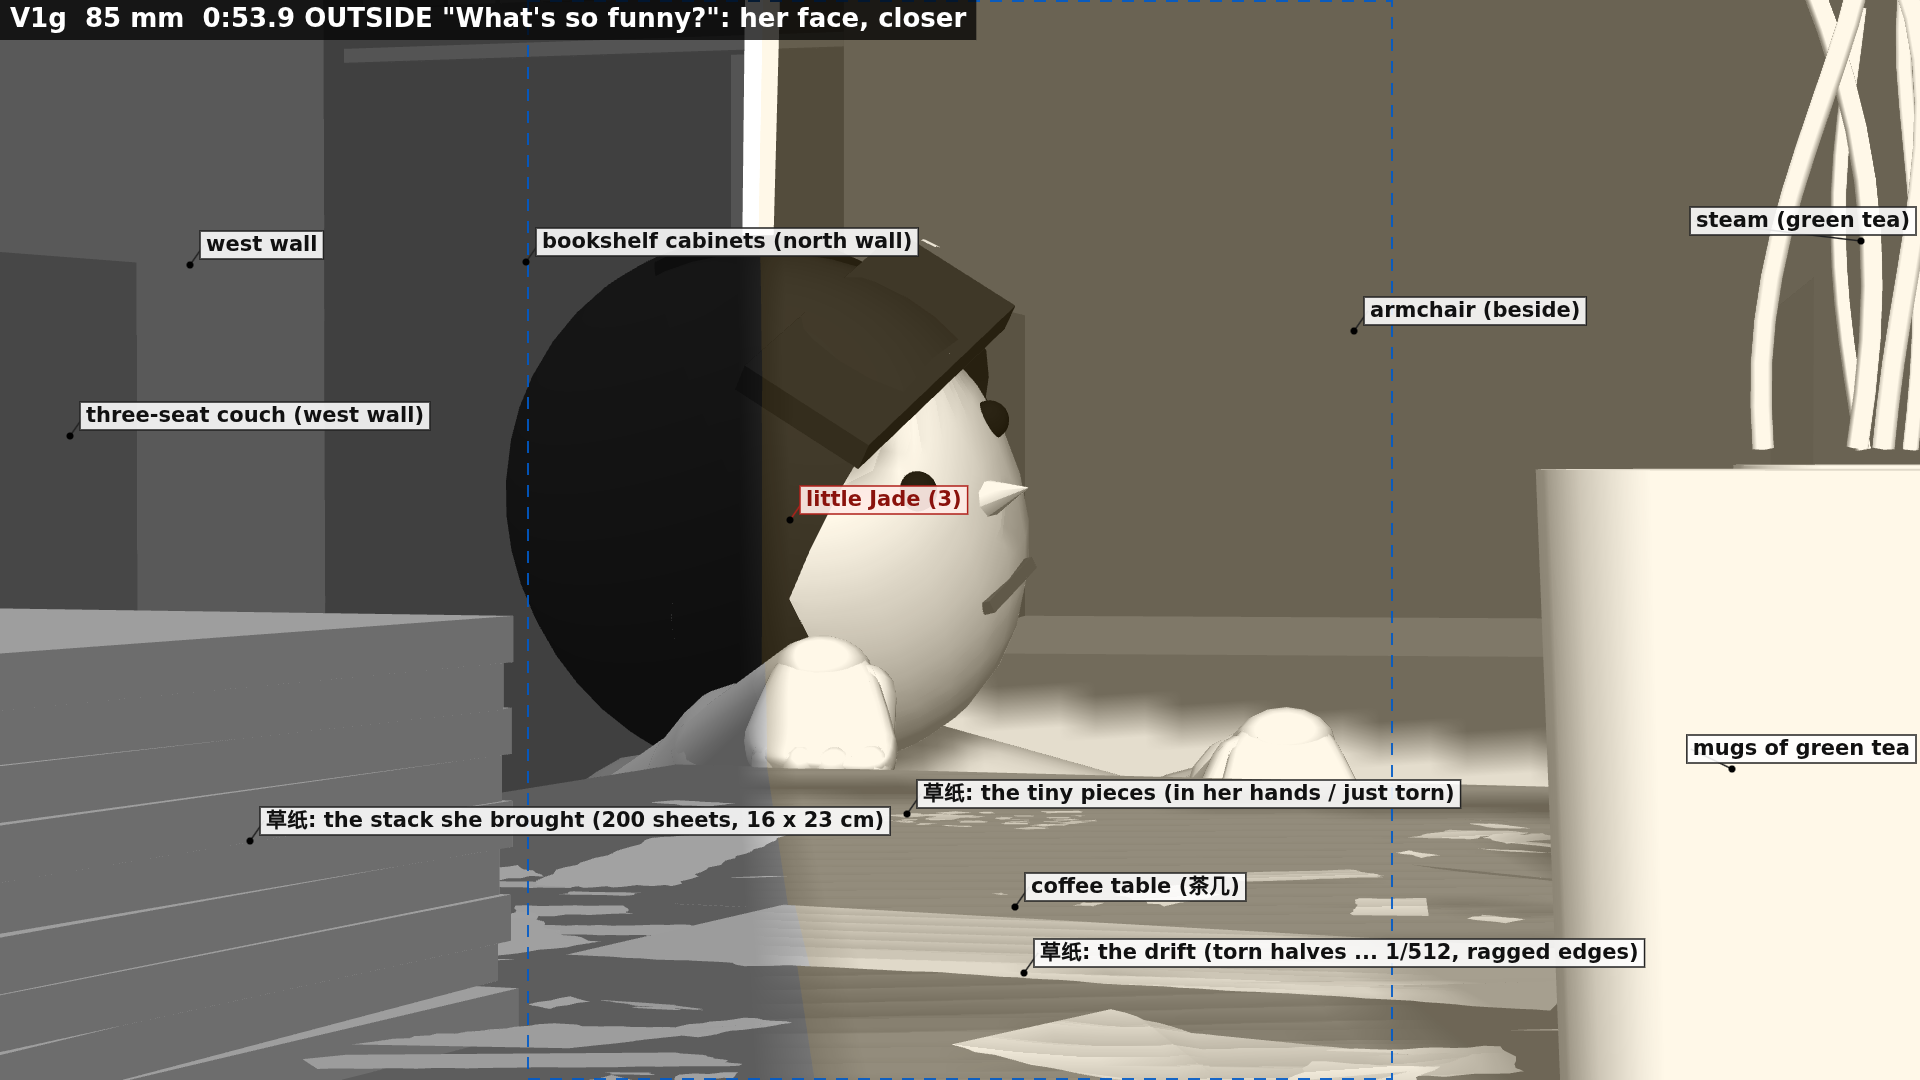 V1g 85 mm 0:53.9 OUTSIDE "What's so funny?": her face, closer
steam (green tea)
west wall
bookshelf cabinets (north wall)
armchair (beside)
three-seat couch (west wall)
little Jade (3)
mugs of green tea
草纸: the tiny pieces (in her hands / just torn)
草纸: the stack she brought (200 sheets, 16 x 23 cm)
coffee table (茶几)
草纸: the drift (torn halves ... 1/512, ragged edges)